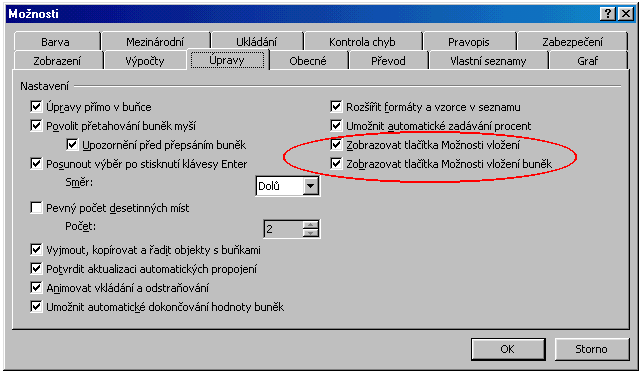 Možnosti
Barva Mezinárodní Ukládání Kontrola chyb Pravopis Zabezpečení
Zobrazení Výpočty Úpravy Obecné Převod Vlastní seznamy Graf
Nastavení
Úpravy přímo v buňce
Povolit přetahování buněk myší
Upozornění před přepsáním buněk
Posunout výběr po stisknutí klávesy Enter
Směr: Dolů
Pevný počet desetinných míst
Počet: 2
Vyjmout, kopírovat a řadit objekty s buňkami
Potvrdit aktualizaci automatických propojení
Animovat vkládání a odstraňování
Umožnit automatické dokončování hodnoty buněk
Rozšířit formáty a vzorce v seznamu
Umožnit automatické zadávání procent
Zobrazovat tlačítka Možnosti vložení
Zobrazovat tlačítka Možnosti vložení buněk
OK Storno